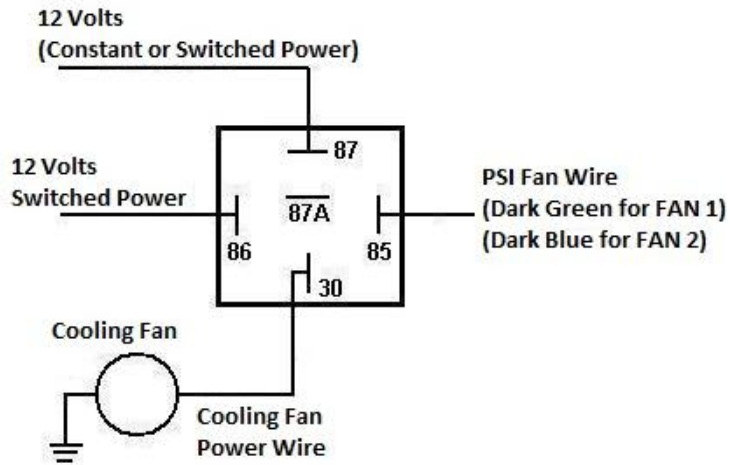 12 Volts
(Constant or Switched Power)
87
12 Volts
Switched Power
87A
86
85
PSI Fan Wire
(Dark Green for FAN 1)
(Dark Blue for FAN 2)
30
Cooling Fan
Cooling Fan
Power Wire